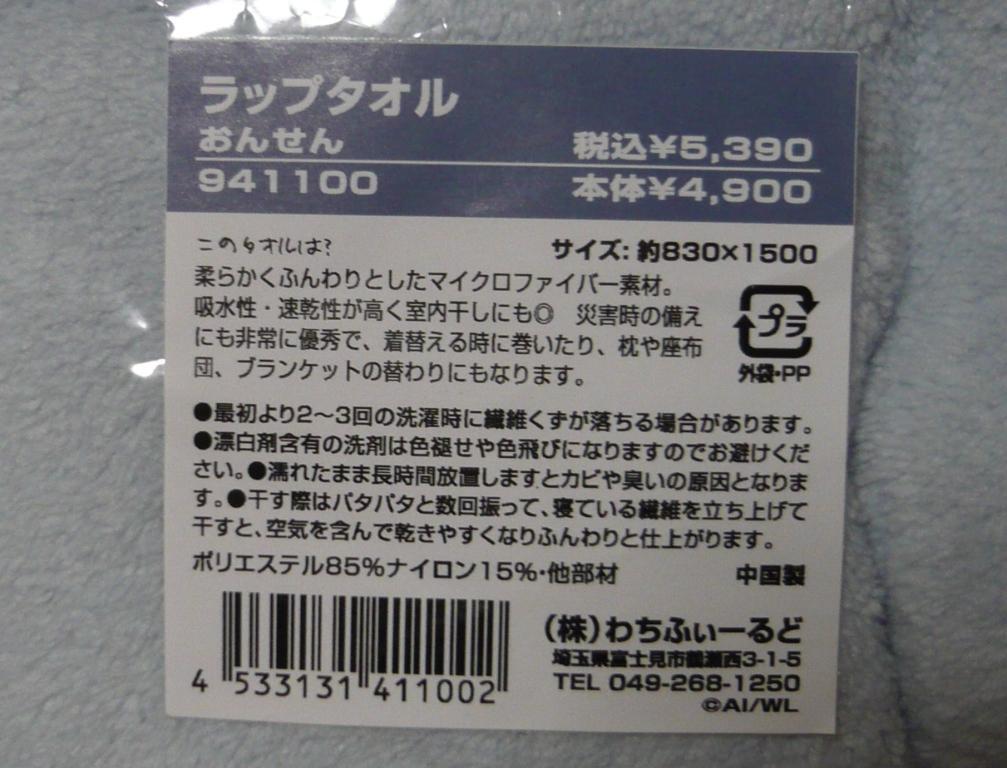 ラップタオル
おんせん 税込¥5,390
941100 本体¥4,900
このタオルは? サイズ: 約830×1500
柔らかくふんわりとしたマイクロファイバー素材。
吸水性・速乾性が高く室内干しにも◎ 災害時の備え
にも非常に優秀で、着替える時に巻いたり、枕や座布
団、ブランケットの替わりにもなります。
プラ
外袋・PP
●最初より2〜3回の洗濯時に繊維くずが落ちる場合があります。
●漂白剤含有の洗剤は色褪せや色飛びになりますのでお避けくだ
さい。●濡れたまま長時間放置しますとカビや臭いの原因となりま
す。●干す際はパタパタと数回振って、寝ている繊維を立ち上げて
干すと、空気を含んで乾きやすくなりふんわりと仕上がります。
ポリエステル85%ナイロン15%・他部材 中国製
4 533131 411002
(株)わちふぃーるど
埼玉県富士見市鶴瀬西3-1-5
TEL 049-268-1250
©AI/WL